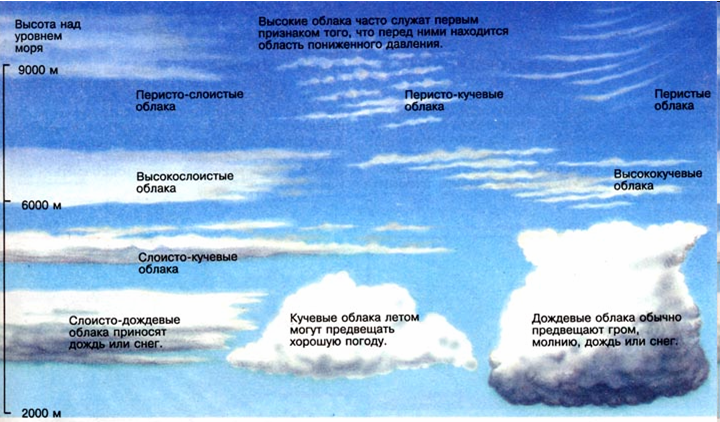 Высота над
уровнем
моря
Высокие облака часто служат первым
признаком того, что перед ними находится
область пониженного давления.
9000 м
Перисто-слоистые
облака
Перисто-кучевые
облака
Перистые
облака
Высокослоистые
облака
Высококучевые
облака
6000 м
Слоисто-кучевые
облака
Слоисто-дождевые
облака приносят
дождь или снег.
Кучевые облака летом
могут предвещать
хорошую погоду.
Дождевые облака обычно
предвещают гром,
молнию, дождь или снег.
2000 м